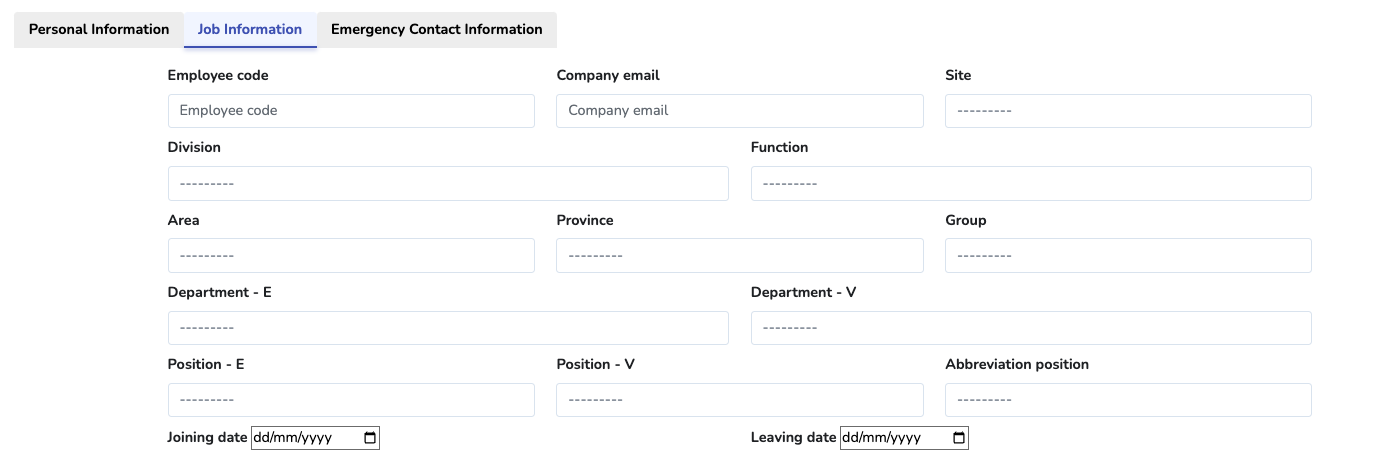 Personal Information Job Information Emergency Contact Information
Employee code Company email Site
Employee code Company email ---------
Division Function
--------- ---------
Area Province Group
--------- --------- ---------
Department - E Department - V
--------- ---------
Position - E Position - V Abbreviation position
--------- --------- ---------
Joining date dd/mm/yyyy Leaving date dd/mm/yyyy